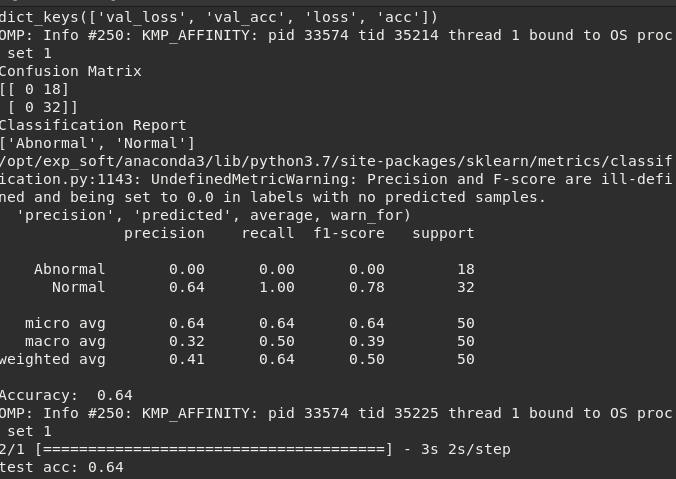 dict_keys(['val_loss', 'val_acc', 'loss', 'acc'])
OMP: Info #250: KMP_AFFINITY: pid 33574 tid 35214 thread 1 bound to OS proc
set 1
Confusion Matrix
[[ 0 18]
[ 0 32]]
Classification Report
['Abnormal', 'Normal']
/opt/exp_soft/anaconda3/lib/python3.7/site-packages/sklearn/metrics/classif
ication.py:1143: UndefinedMetricWarning: Precision and F-score are ill-defi
ned and being set to 0.0 in labels with no predicted samples.
'precision', 'predicted', average, warn_for)
precision recall f1-score support
Abnormal 0.00 0.00 0.00 18
Normal 0.64 1.00 0.78 32
micro avg 0.64 0.64 0.64 50
macro avg 0.32 0.50 0.39 50
weighted avg 0.41 0.64 0.50 50
Accuracy: 0.64
OMP: Info #250: KMP_AFFINITY: pid 33574 tid 35225 thread 1 bound to OS proc
set 1
2/1 [======================================] - 3s 2s/step
test acc: 0.64